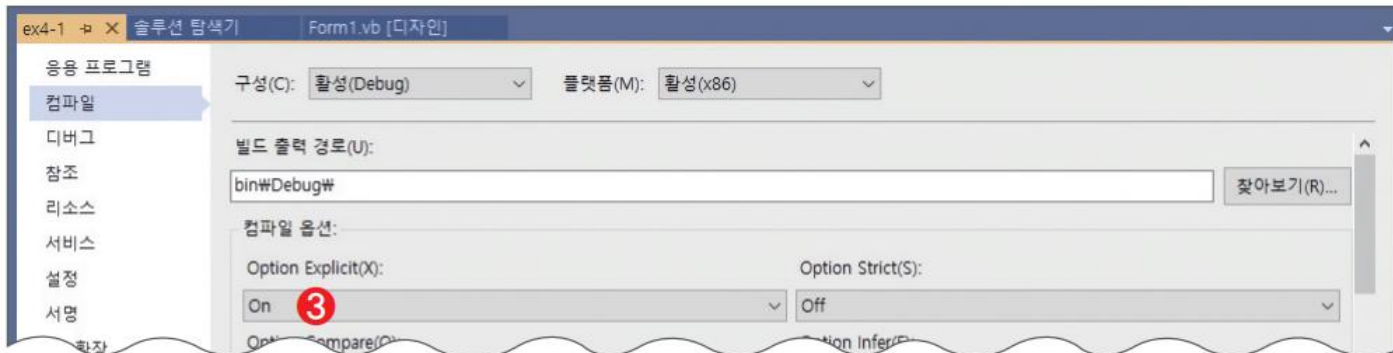 ex4-1
솔루션 탐색기
Form1.vb [디자인]
응용 프로그램
컴파일
디버그
참조
리소스
서비스
설정
서명
확장
구성(C): 활성(Debug) 플랫폼(M): 활성(x86)
빌드 출력 경로(U):
bin₩Debug₩
찾아보기(R)...
컴파일 옵션:
Option Explicit(X):
Option Strict(S):
On
3
Off